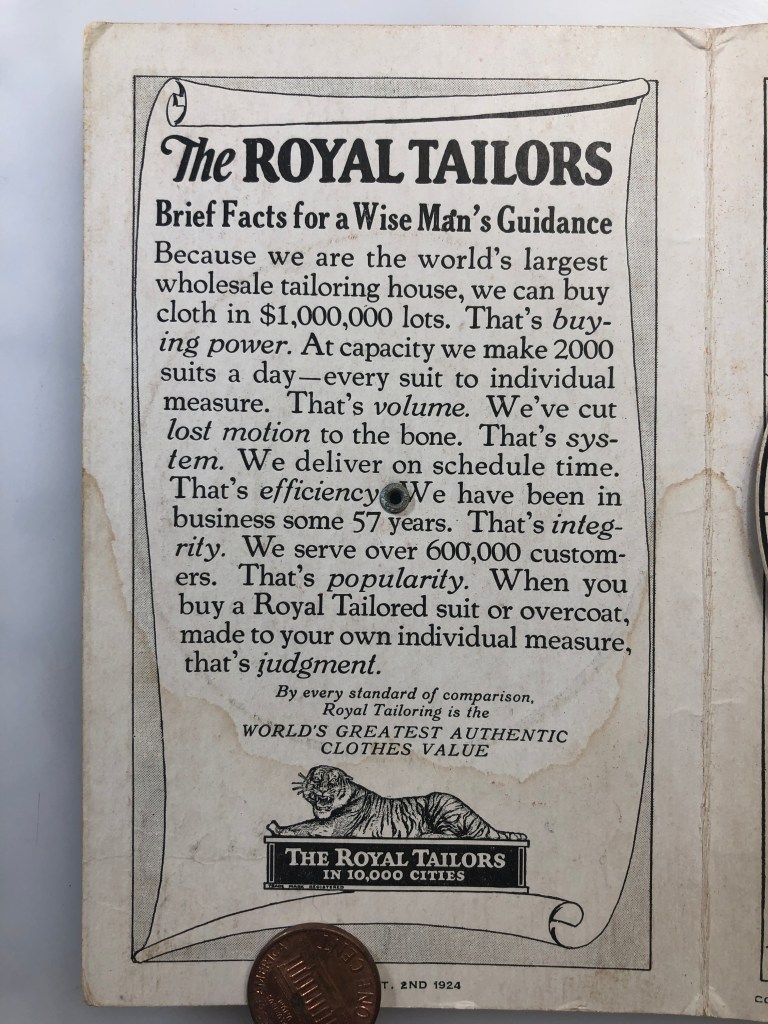 The ROYAL TAILORS
Brief Facts for a Wise Man's Guidance
Because we are the world's largest
wholesale tailoring house, we can buy
cloth in $1,000,000 lots. That's buy-
ing power. At capacity we make 2000
suits a day—every suit to individual
measure. That's volume. We've cut
lost motion to the bone. That's sys-
tem. We deliver on schedule time.
That's efficiency We have been in
business some 57 years. That's integ-
rity. We serve over 600,000 custom-
ers. That's popularity. When you
buy a Royal Tailored suit or overcoat,
made to your own individual measure,
that's judgment.
By every standard of comparison,
Royal Tailoring is the
WORLD'S GREATEST AUTHENTIC
CLOTHES VALUE
THE ROYAL TAILORS
IN 10,000 CITIES
TRADE MARK REGISTERED
T. 2ND 1924
ONE CENT